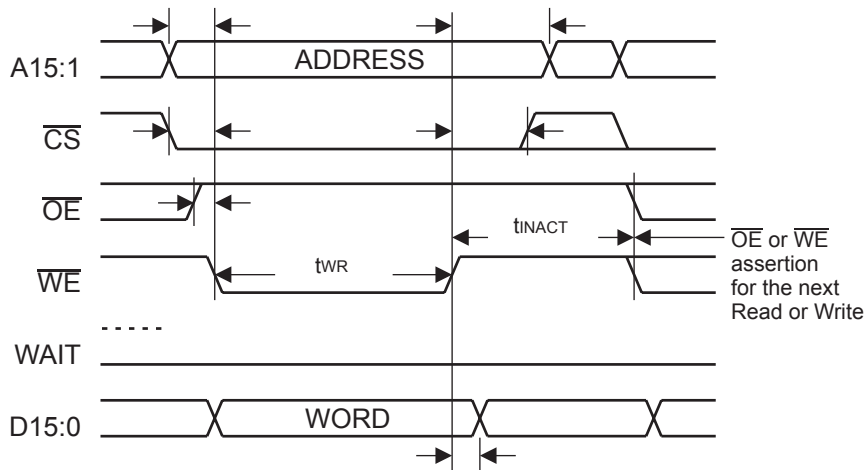 A15:1
ADDRESS
CS
OE
tINACT
OE or WE
assertion
for the next
Read or Write
WE
tWR
WAIT
D15:0
WORD